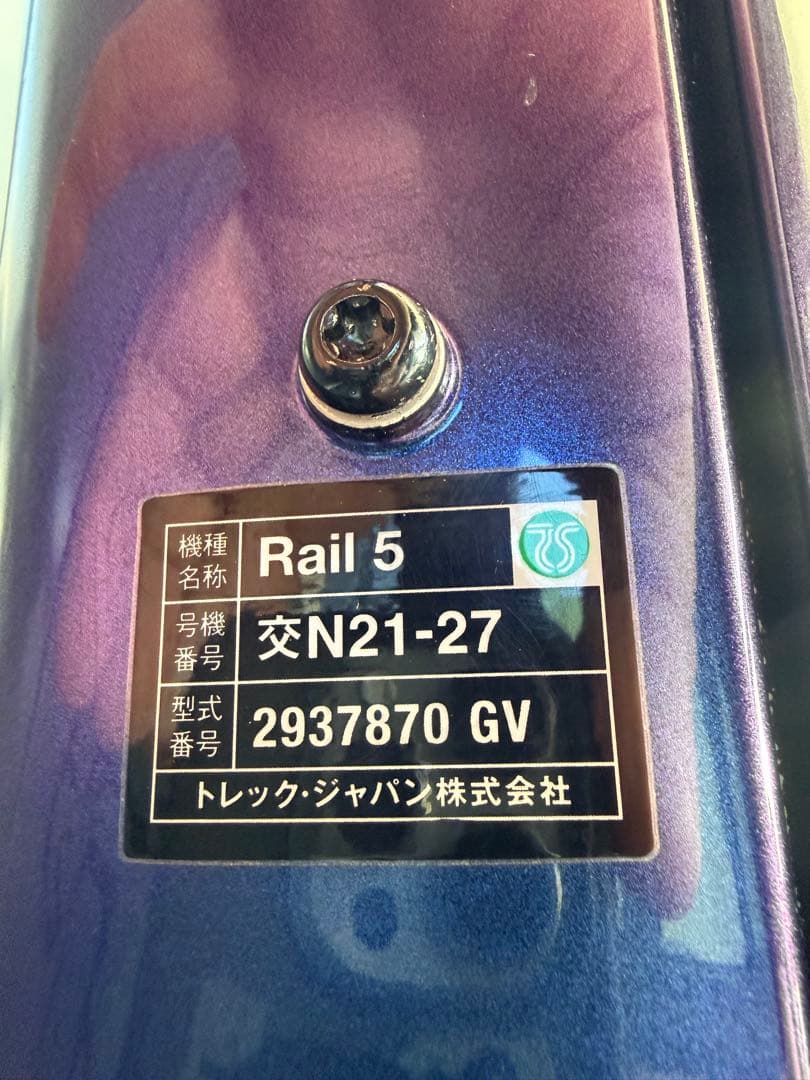 機種名称 Rail 5 TS
号機番号 交N21-27
型式番号 2937870 GV
トレック・ジャパン株式会社